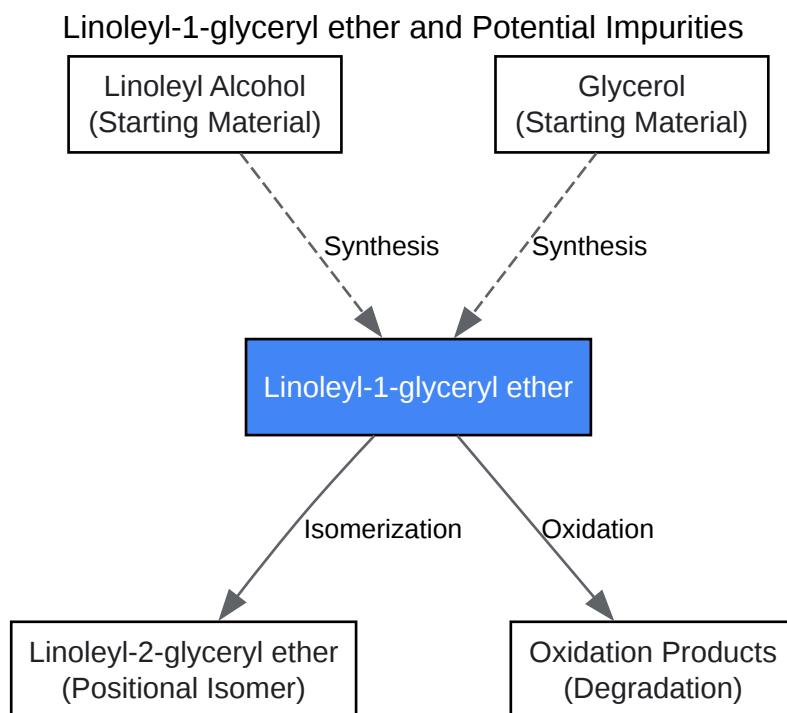 Linoleyl-1-glyceryl ether and Potential Impurities
Linoleyl Alcohol
(Starting Material)
Glycerol
(Starting Material)
Synthesis
Synthesis
Linoleyl-1-glyceryl ether
Isomerization
Oxidation
Linoleyl-2-glyceryl ether
(Positional Isomer)
Oxidation Products
(Degradation)